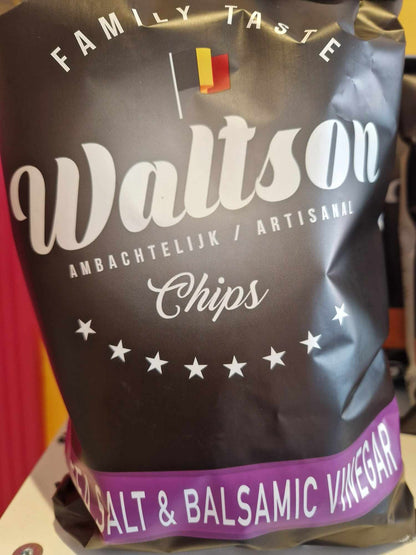 FAMILY TASTE
Waltson
AMBACHTELIJK / ARTISANAL
Chips
SALT & BALSAMIC VINEGAR